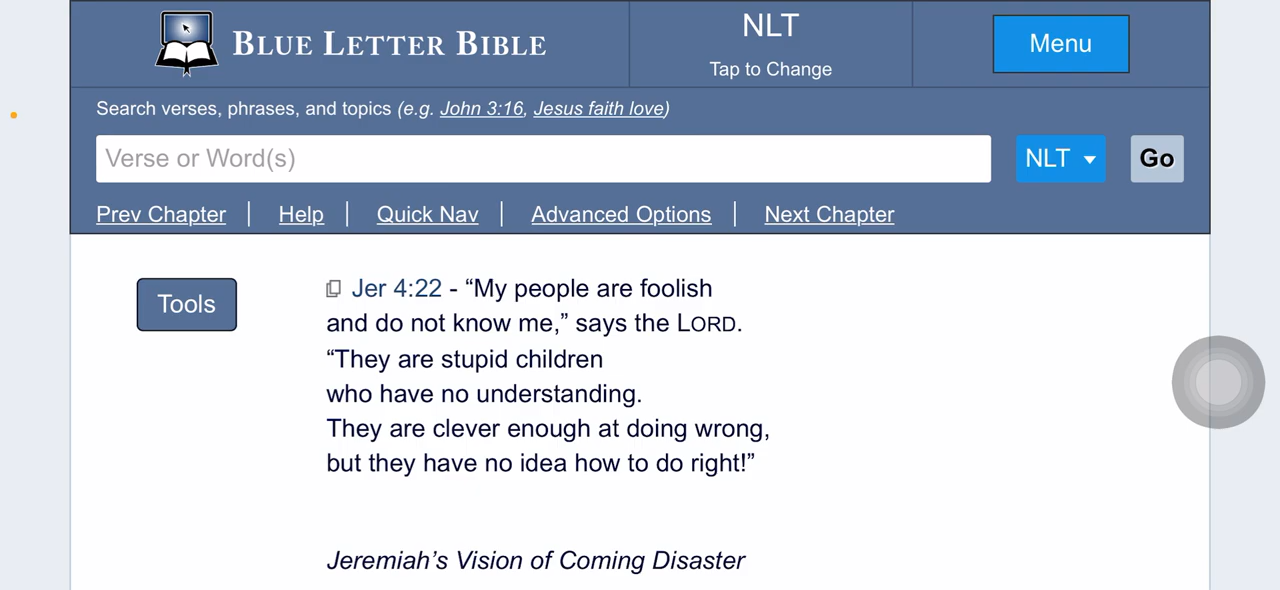 BLUE LETTER BIBLE
NLT
Tap to Change
Menu
Search verses, phrases, and topics (e.g. John 3:16, Jesus faith love)
Verse or Word(s)
NLT
Go
Prev Chapter | Help | Quick Nav | Advanced Options | Next Chapter
Tools
Jer 4:22 - “My people are foolish
and do not know me,” says the LORD.
“They are stupid children
who have no understanding.
They are clever enough at doing wrong,
but they have no idea how to do right!”
Jeremiah’s Vision of Coming Disaster